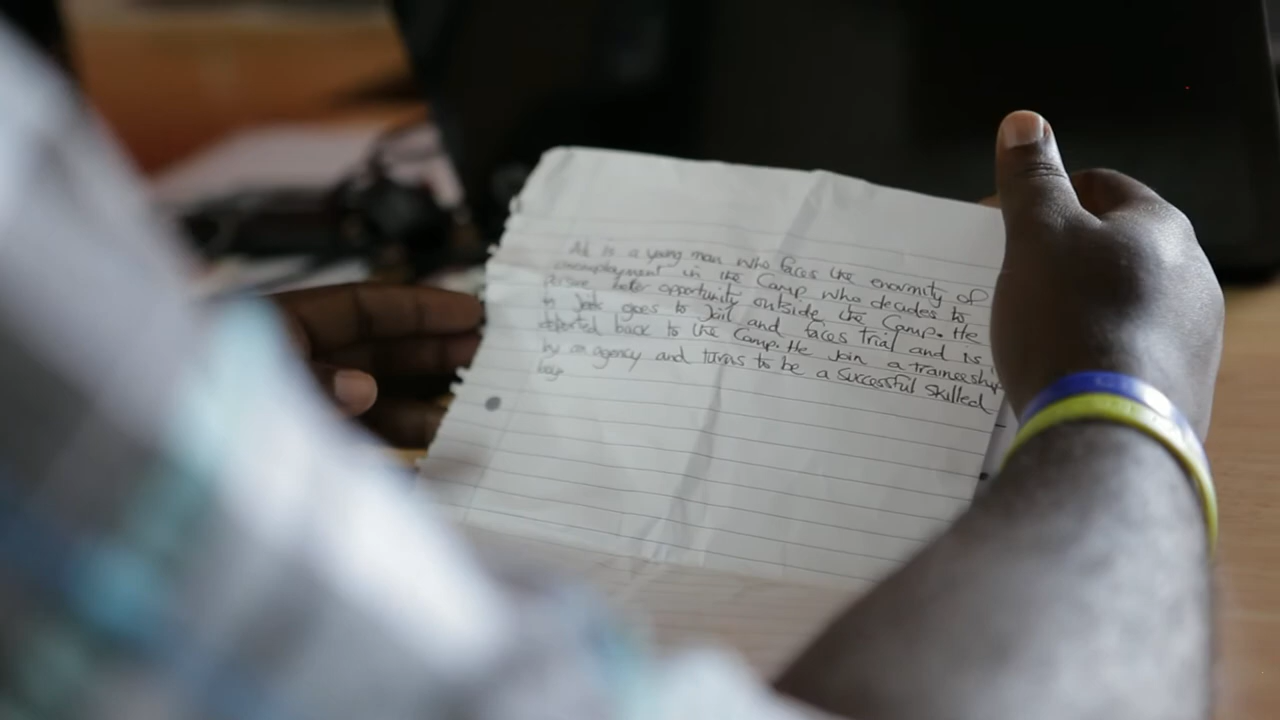 is a young man who faces the enormity of
unemployment in the Camp who decides to
Persue better opportunity outside the Camp. He
goes to Jail and faces trial and is
deported back to the Camp. He Join a traineeship
by an agency and turns to be a successful skilled
boy.